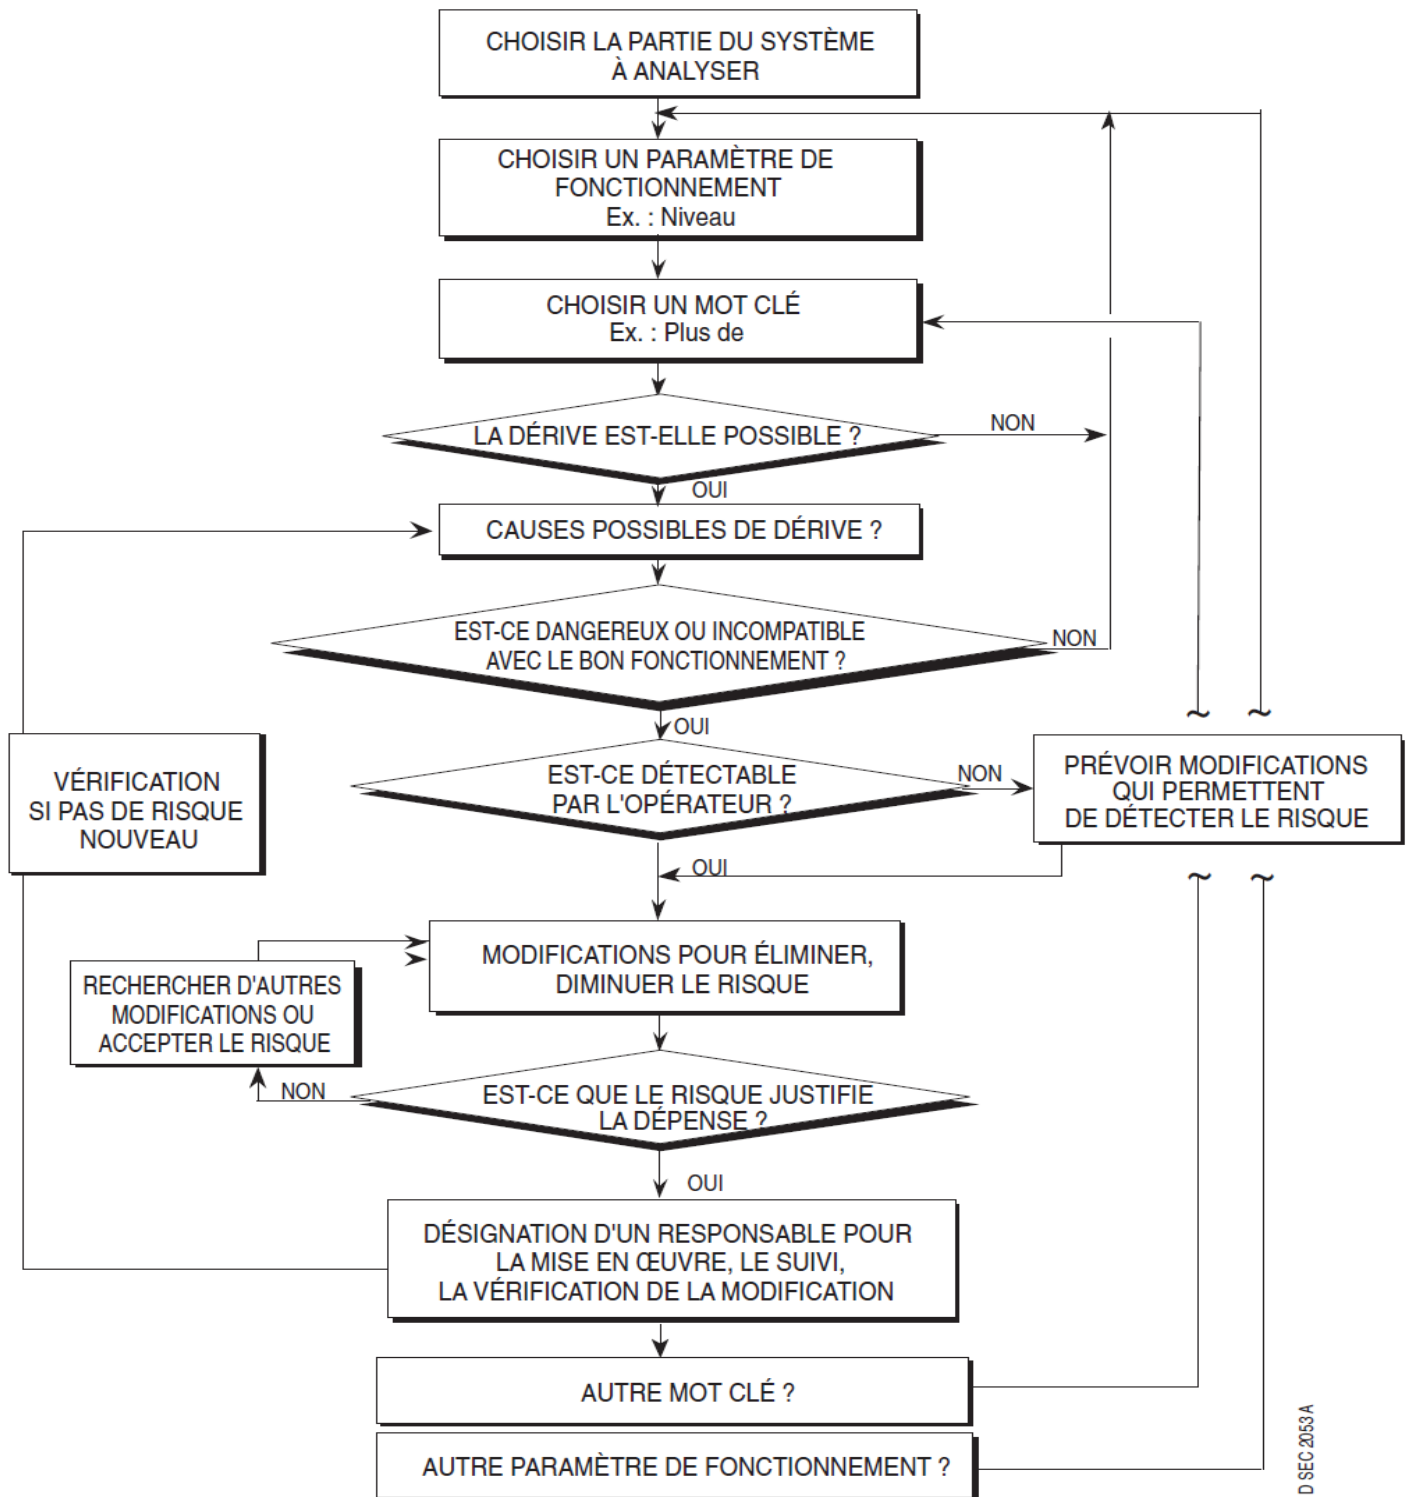 CHOISIR LA PARTIE DU SYSTÈME
À ANALYSER
CHOISIR UN PARAMÈTRE DE
FONCTIONNEMENT
Ex. : Niveau
CHOISIR UN MOT CLÉ
Ex. : Plus de
LA DÉRIVE EST-ELLE POSSIBLE ?
NON
OUI
CAUSES POSSIBLES DE DÉRIVE ?
EST-CE DANGEREUX OU INCOMPATIBLE
AVEC LE BON FONCTIONNEMENT ?
NON
OUI
EST-CE DÉTECTABLE
PAR L'OPÉRATEUR ?
NON
PRÉVOIR MODIFICATIONS
QUI PERMETTENT
DE DÉTECTER LE RISQUE
VÉRIFICATION
SI PAS DE RISQUE
NOUVEAU
OUI
MODIFICATIONS POUR ÉLIMINER,
DIMINUER LE RISQUE
RECHERCHER D'AUTRES
MODIFICATIONS OU
ACCEPTER LE RISQUE
NON
EST-CE QUE LE RISQUE JUSTIFIE
LA DÉPENSE ?
OUI
DÉSIGNATION D'UN RESPONSABLE POUR
LA MISE EN ŒUVRE, LE SUIVI,
LA VÉRIFICATION DE LA MODIFICATION
AUTRE MOT CLÉ ?
AUTRE PARAMÈTRE DE FONCTIONNEMENT ?
D SEC 2053 A